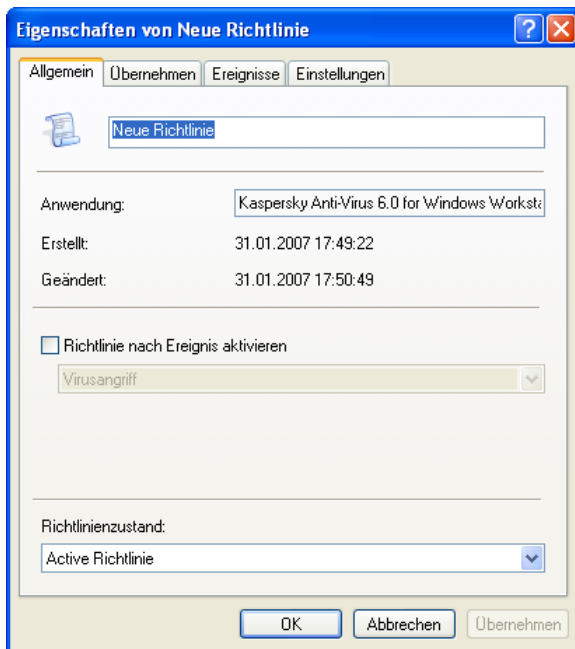 Eigenschaften von Neue Richtlinie
Allgemein Übernehmen Ereignisse Einstellungen
Neue Richtlinie
Anwendung: Kaspersky Anti-Virus 6.0 for Windows Worksta
Erstellt: 31.01.2007 17:49:22
Geändert: 31.01.2007 17:50:49
Richtlinie nach Ereignis aktivieren
Virusangriff
Richtlinienzustand:
Active Richtlinie
OK Abbrechen Übernehmen